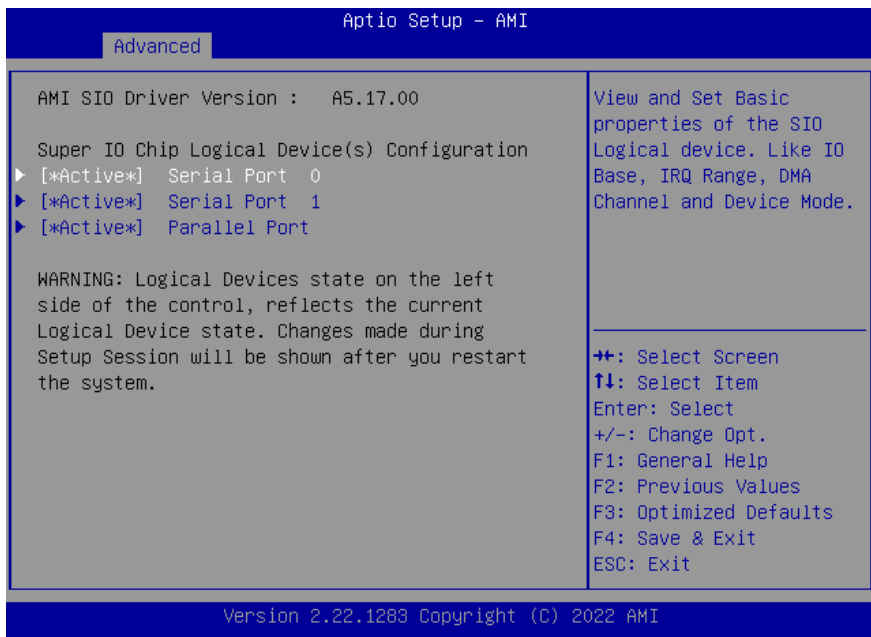 Aptio Setup – AMI
Advanced
AMI SIO Driver Version : A5.17.00
Super IO Chip Logical Device(s) Configuration
[*Active*] Serial Port 0
[*Active*] Serial Port 1
[*Active*] Parallel Port
WARNING: Logical Devices state on the left
side of the control, reflects the current
Logical Device state. Changes made during
Setup Session will be shown after you restart
the system.
View and Set Basic
properties of the SIO
Logical device. Like IO
Base, IRQ Range, DMA
Channel and Device Mode.
→←: Select Screen
↑↓: Select Item
Enter: Select
+/-: Change Opt.
F1: General Help
F2: Previous Values
F3: Optimized Defaults
F4: Save & Exit
ESC: Exit
Version 2.22.1283 Copyright (C) 2022 AMI